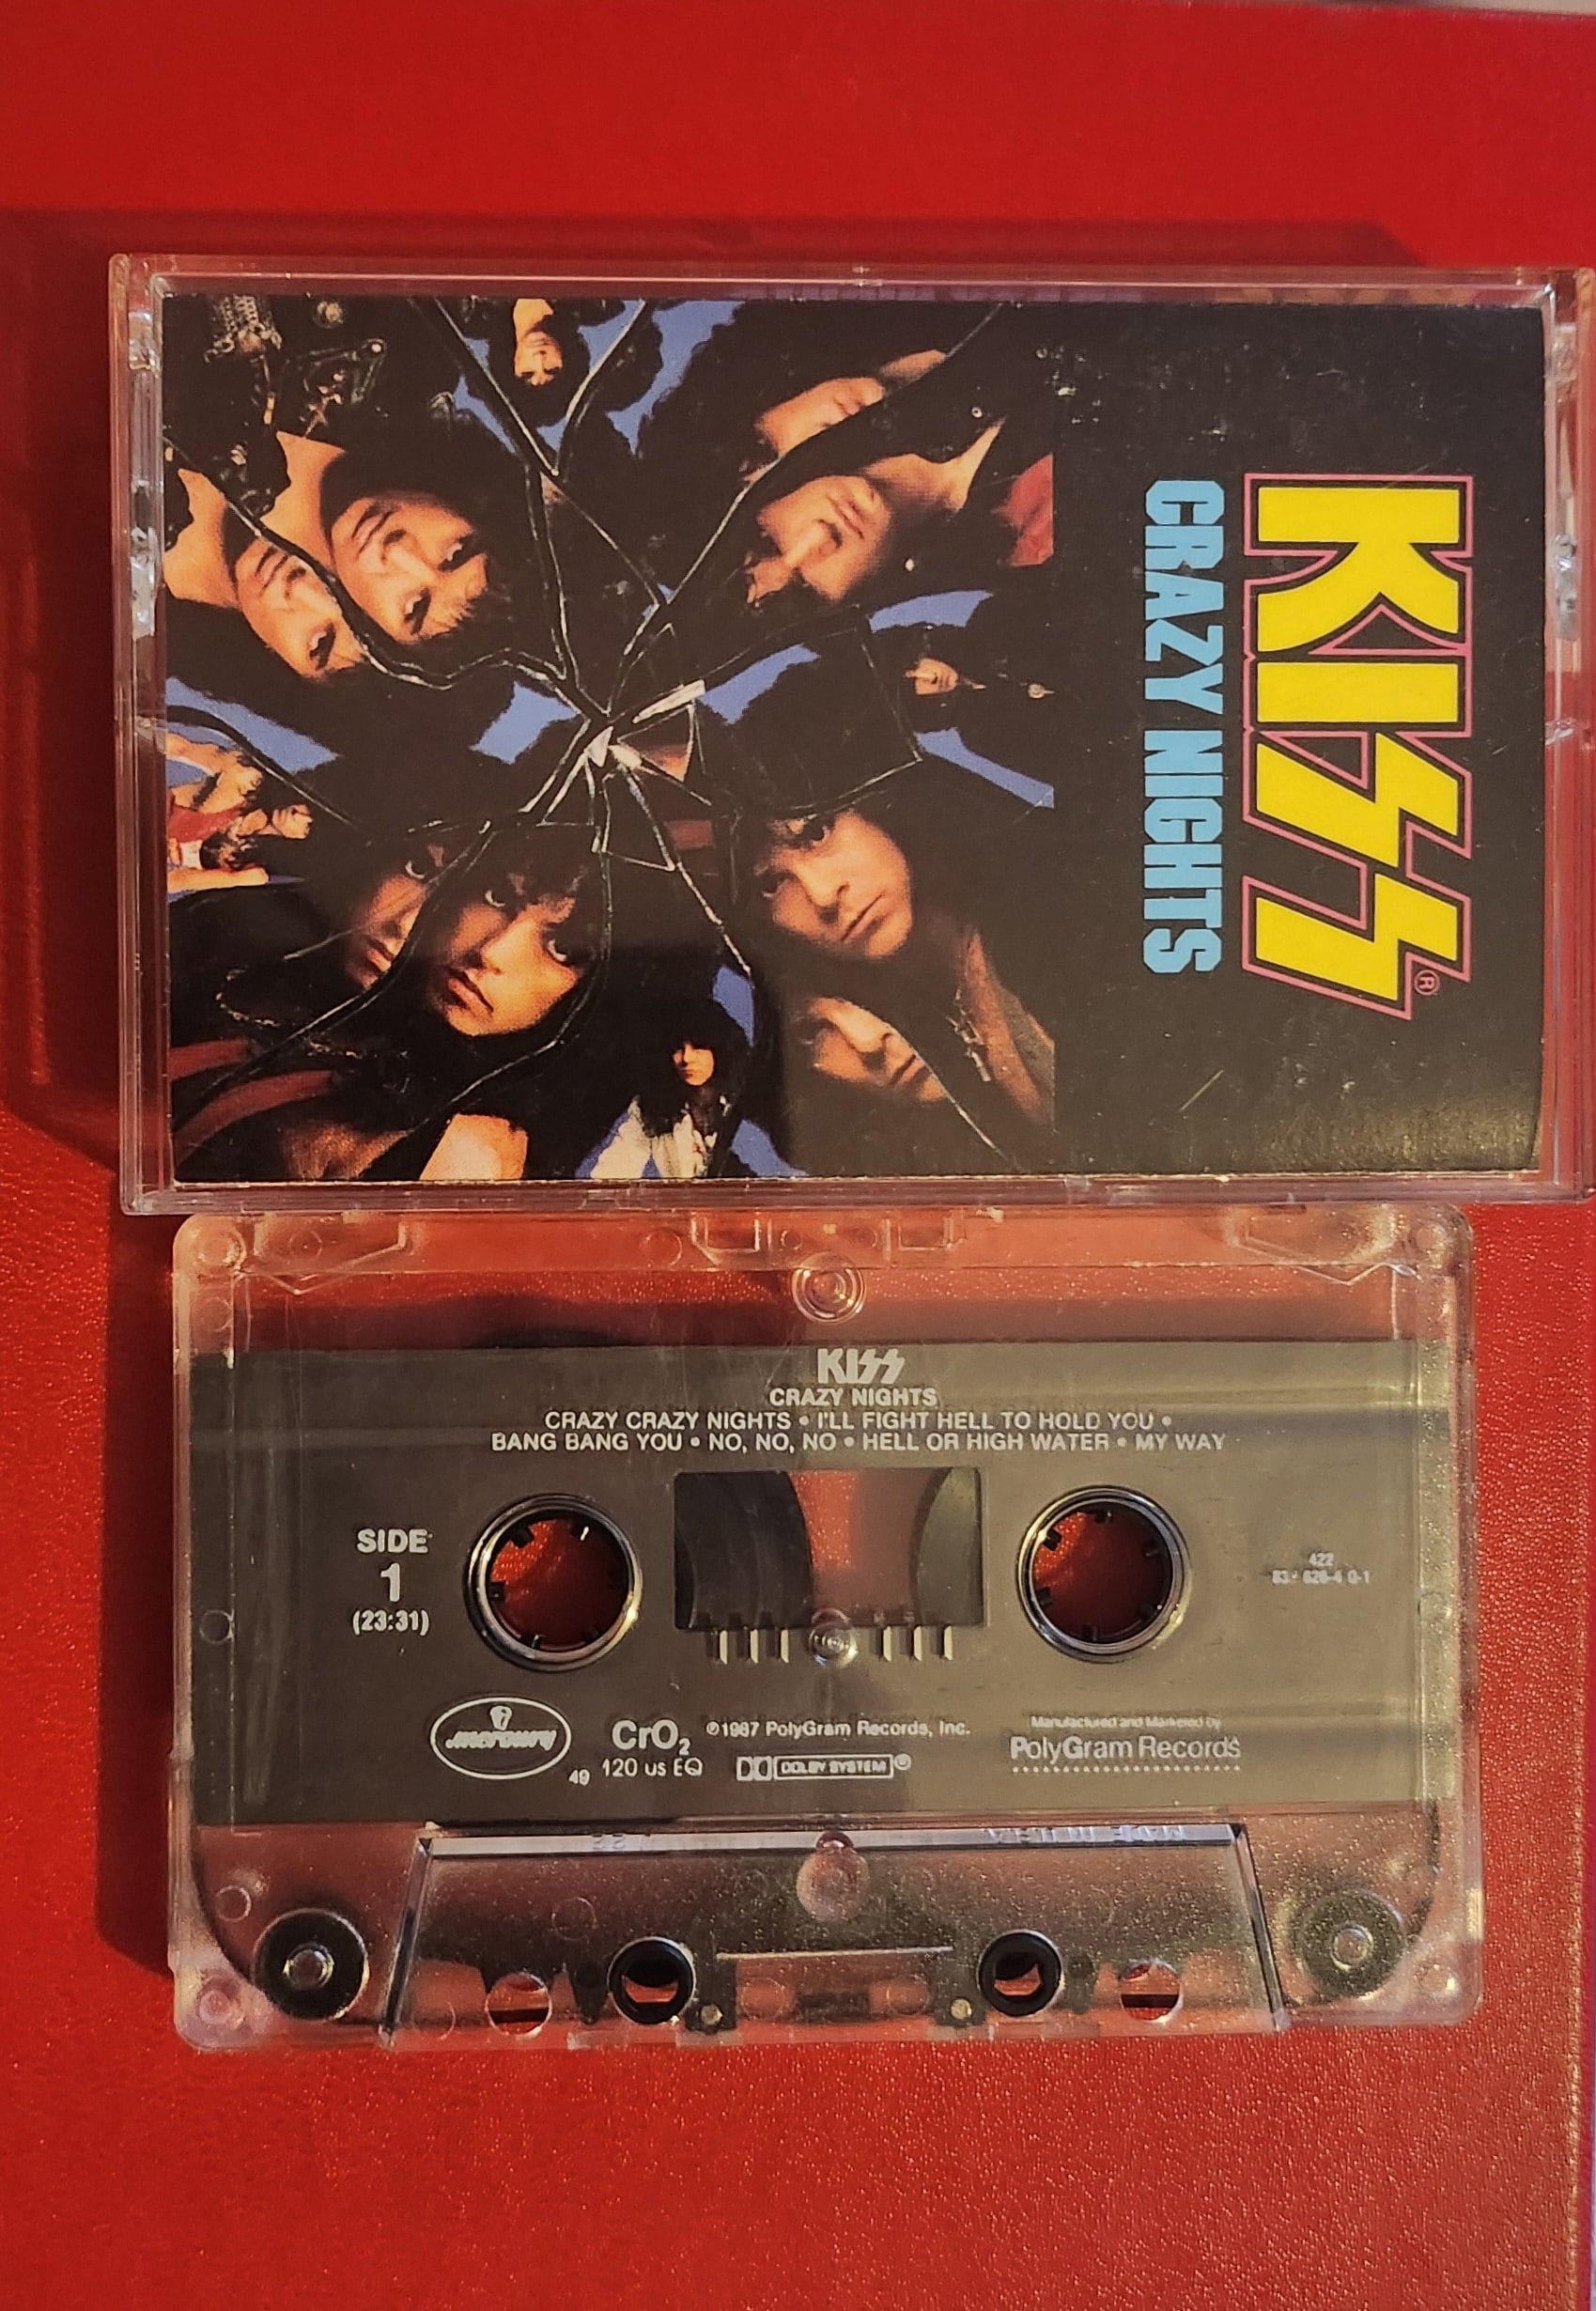 KISS®
CRAZY NIGHTS
KISS
CRAZY NIGHTS
CRAZY CRAZY NIGHTS • I'LL FIGHT HELL TO HOLD YOU •
BANG BANG YOU • NO, NO, NO • HELL OR HIGH WATER • MY WAY
SIDE
1
(23:31)
422
mercury
49
CrO₂
120 us EQ
℗1987 PolyGram Records, Inc.
DOLBY SYSTEM®
Manufactured and Marketed by
PolyGram Records